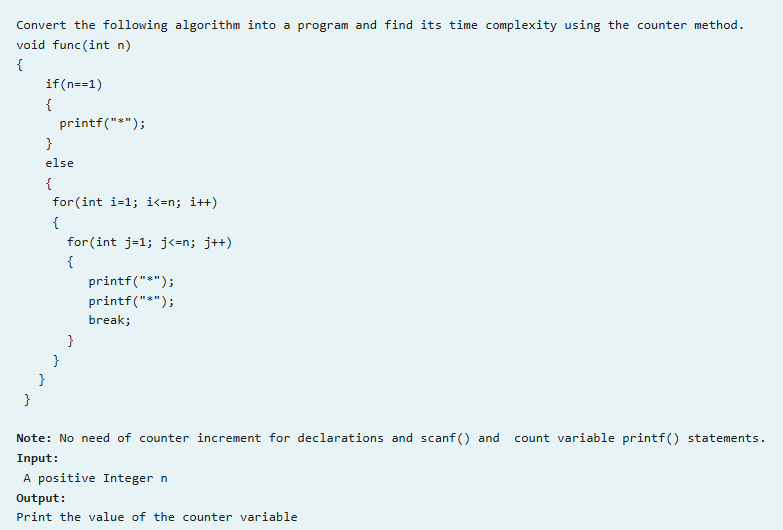 Convert the following algorithm into a program and find its time complexity using the counter method.
void func(int n)
{
    if(n==1)
    {
      printf("*");
    }
    else
    {
     for(int i=1; i<=n; i++)
     {
       for(int j=1; j<=n; j++)
       {
          printf("*");
          printf("*");
          break;
       }
     }
   }
 }
Note: No need of counter increment for declarations and scanf() and  count variable printf() statements.
Input:
 A positive Integer n
Output:
Print the value of the counter variable